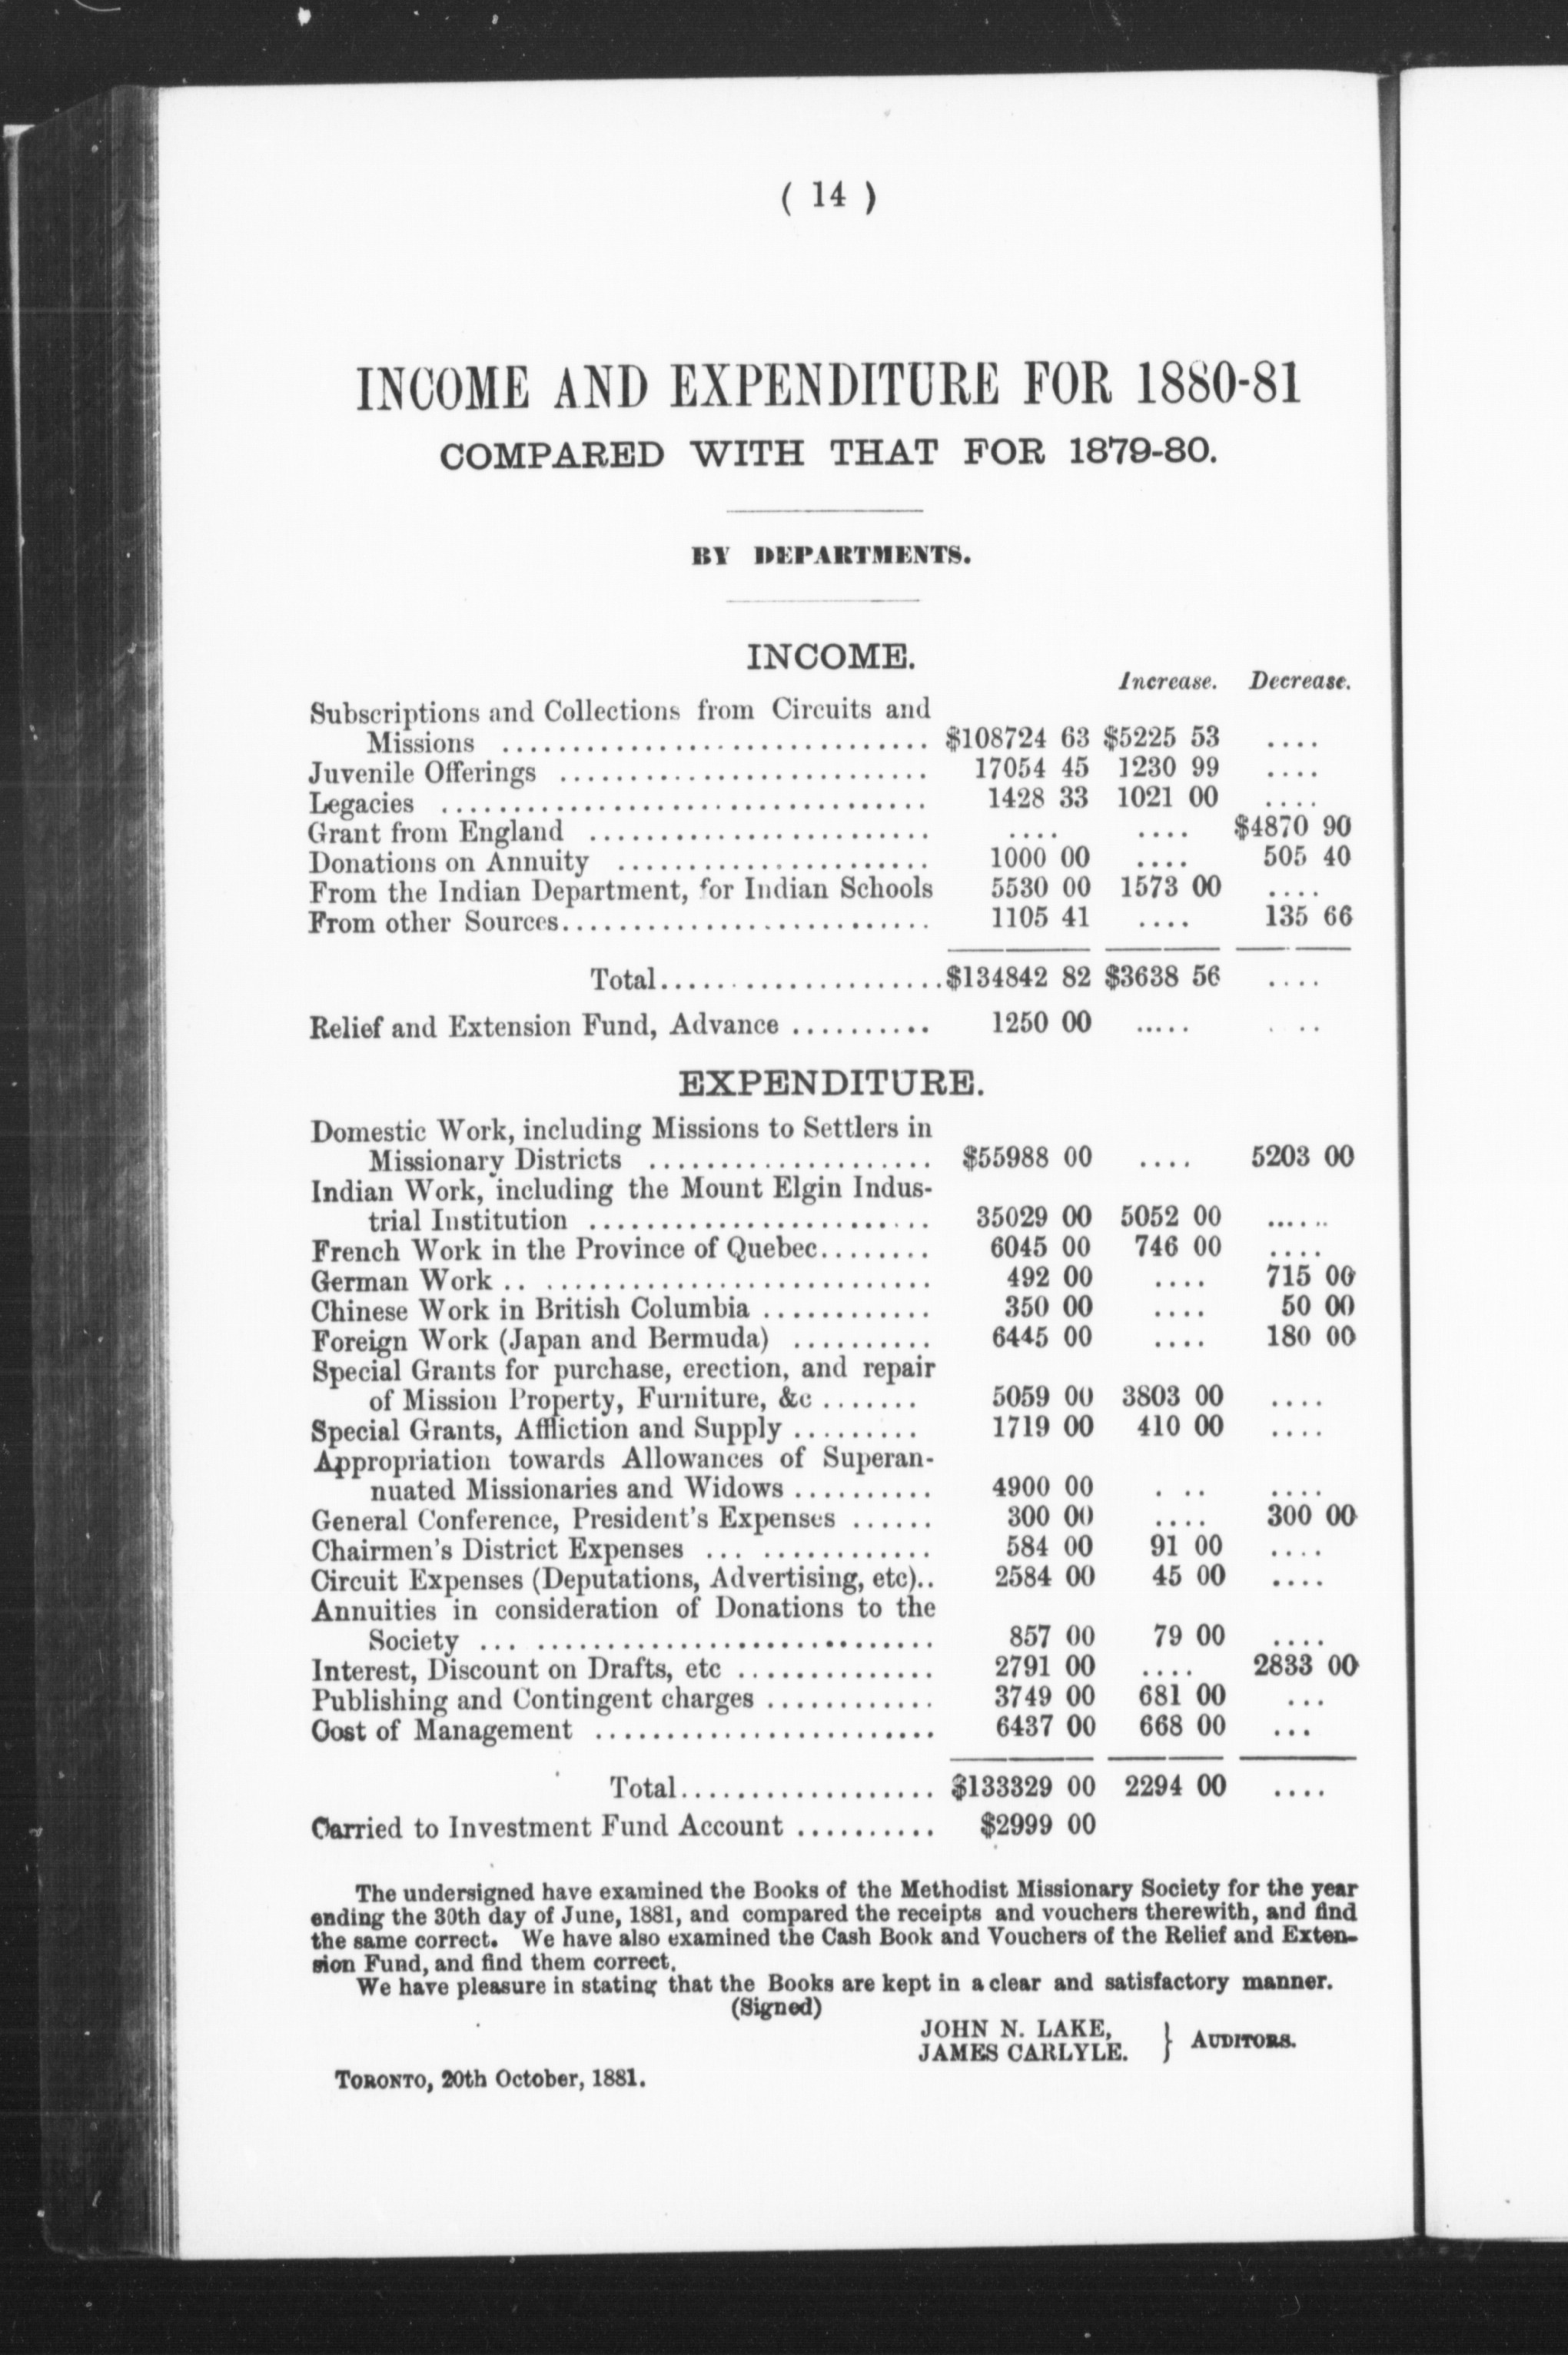 ( 14 )
INCOME AND EXPENDITURE FOR 1880-81
COMPARED WITH THAT FOR 1879-80.
BY DEPARTMENTS.
INCOME.
Increase. Decrease.
Subscriptions and Collections from Circuits and
Missions .............................. $108724 63 $5225 53 ....
Juvenile Offerings .......................... 17054 45 1230 99 ....
Legacies .................................. 1428 33 1021 00 ....
Grant from England ........................ .... .... $4870 90
Donations on Annuity ...................... 1000 00 .... 505 40
From the Indian Department, for Indian Schools 5530 00 1573 00 ....
From other Sources.......................... 1105 41 .... 135 66
Total....................$134842 82 $3638 56 ....
Relief and Extension Fund, Advance .......... 1250 00 ..... . ..
EXPENDITURE.
Domestic Work, including Missions to Settlers in
Missionary Districts .................... $55988 00 .... 5203 00
Indian Work, including the Mount Elgin Indus-
trial Institution ........................ 35029 00 5052 00 ......
French Work in the Province of Quebec........ 6045 00 746 00 ....
German Work .. ........................... 492 00 .... 715 00
Chinese Work in British Columbia ............ 350 00 .... 50 00
Foreign Work (Japan and Bermuda) .......... 6445 00 .... 180 00
Special Grants for purchase, erection, and repair
of Mission Property, Furniture, &c ....... 5059 00 3803 00 ....
Special Grants, Affliction and Supply ......... 1719 00 410 00 ....
Appropriation towards Allowances of Superan-
nuated Missionaries and Widows .......... 4900 00 . .. ....
General Conference, President's Expenses ...... 300 00 .... 300 00
Chairmen's District Expenses ... ............ 584 00 91 00 ....
Circuit Expenses (Deputations, Advertising, etc).. 2584 00 45 00 ....
Annuities in consideration of Donations to the
Society ... ............................ 857 00 79 00 ....
Interest, Discount on Drafts, etc .............. 2791 00 .... 2833 00
Publishing and Contingent charges ............ 3749 00 681 00 ...
Cost of Management ........................ 6437 00 668 00 ...
Total.................. $133329 00 2294 00 ....
Carried to Investment Fund Account .......... $2999 00
The undersigned have examined the Books of the Methodist Missionary Society for the year
ending the 30th day of June, 1881, and compared the receipts and vouchers therewith, and find
the same correct. We have also examined the Cash Book and Vouchers of the Relief and Exten-
sion Fund, and find them correct.
We have pleasure in stating that the Books are kept in a clear and satisfactory manner.
(Signed)
JOHN N. LAKE,
JAMES CARLYLE. } AUDITORS.
TORONTO, 20th October, 1881.